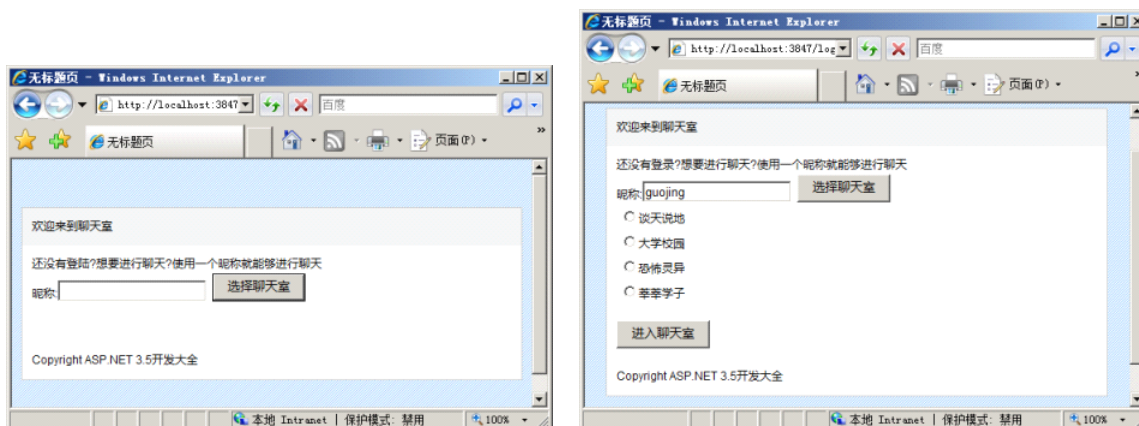 无标题页 - Windows Internet Explorer
http://localhost:3847
百度
无标题页
页面(P)
»
欢迎来到聊天室
还没有登陆?想要进行聊天?使用一个昵称就能够进行聊天
昵称:
选择聊天室
Copyright ASP.NET 3.5开发大全
本地 Intranet | 保护模式: 禁用
100%
无标题页 - Windows Internet Explorer
http://localhost:3847/log
百度
无标题页
页面(P)
»
欢迎来到聊天室
还没有登录?想要进行聊天?使用一个昵称就能够进行聊天
昵称:guojing
选择聊天室
谈天说地
大学校园
恐怖灵异
莘莘学子
进入聊天室
Copyright ASP.NET 3.5开发大全
本地 Intranet | 保护模式: 禁用
100%